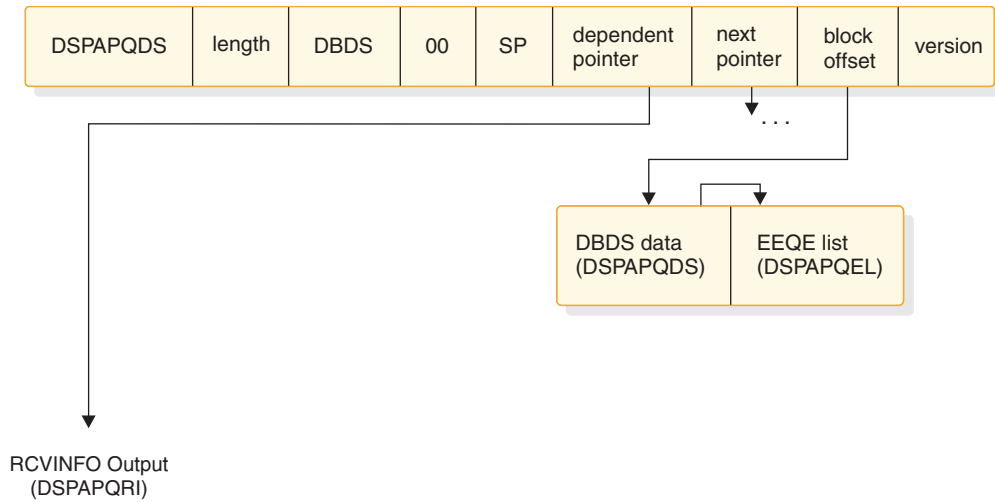 DSPAPQDS
length
DBDS
00
SP
dependent
pointer
next
pointer
block
offset
version
. . .
DBDS data
(DSPAPQDS)
EEQE list
(DSPAPQEL)
RCVINFO Output
(DSPAPQRI)